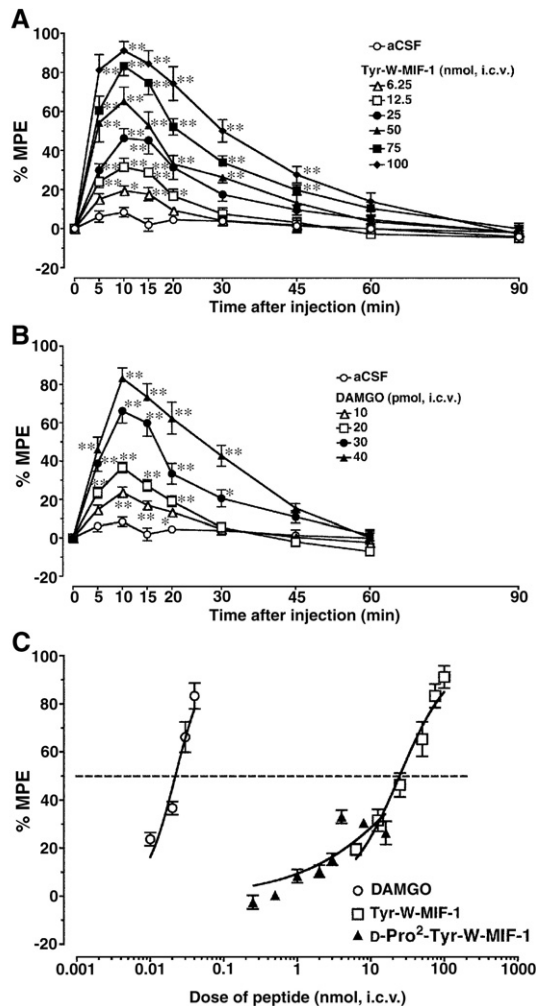 A
100
80
60
40
20
0
-20
% MPE
aCSF
Tyr-W-MIF-1 (nmol, i.c.v.)
6.25
12.5
25
50
75
100
0 5 10 15 20 30 45 60 90
Time after injection (min)
B
100
80
60
40
20
0
-20
% MPE
aCSF
DAMGO (pmol, i.c.v.)
10
20
30
40
0 5 10 15 20 30 45 60 90
Time after injection (min)
C
100
80
60
40
20
0
-20
% MPE
DAMGO
Tyr-W-MIF-1
D-Pro²-Tyr-W-MIF-1
0.001 0.01 0.1 1 10 100 1000
Dose of peptide (nmol, i.c.v.)